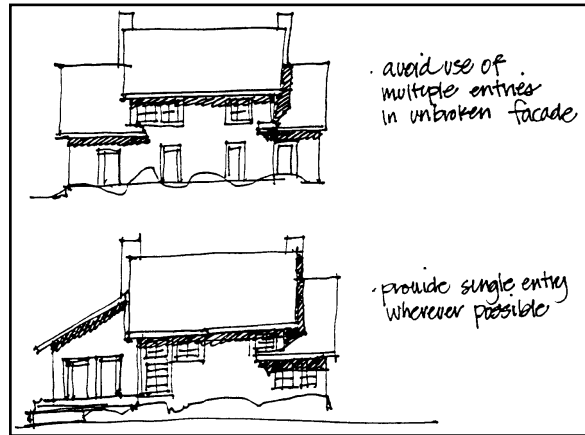 · avoid use of
multiple entries
in unbroken facade
· provide single entry
wherever possible